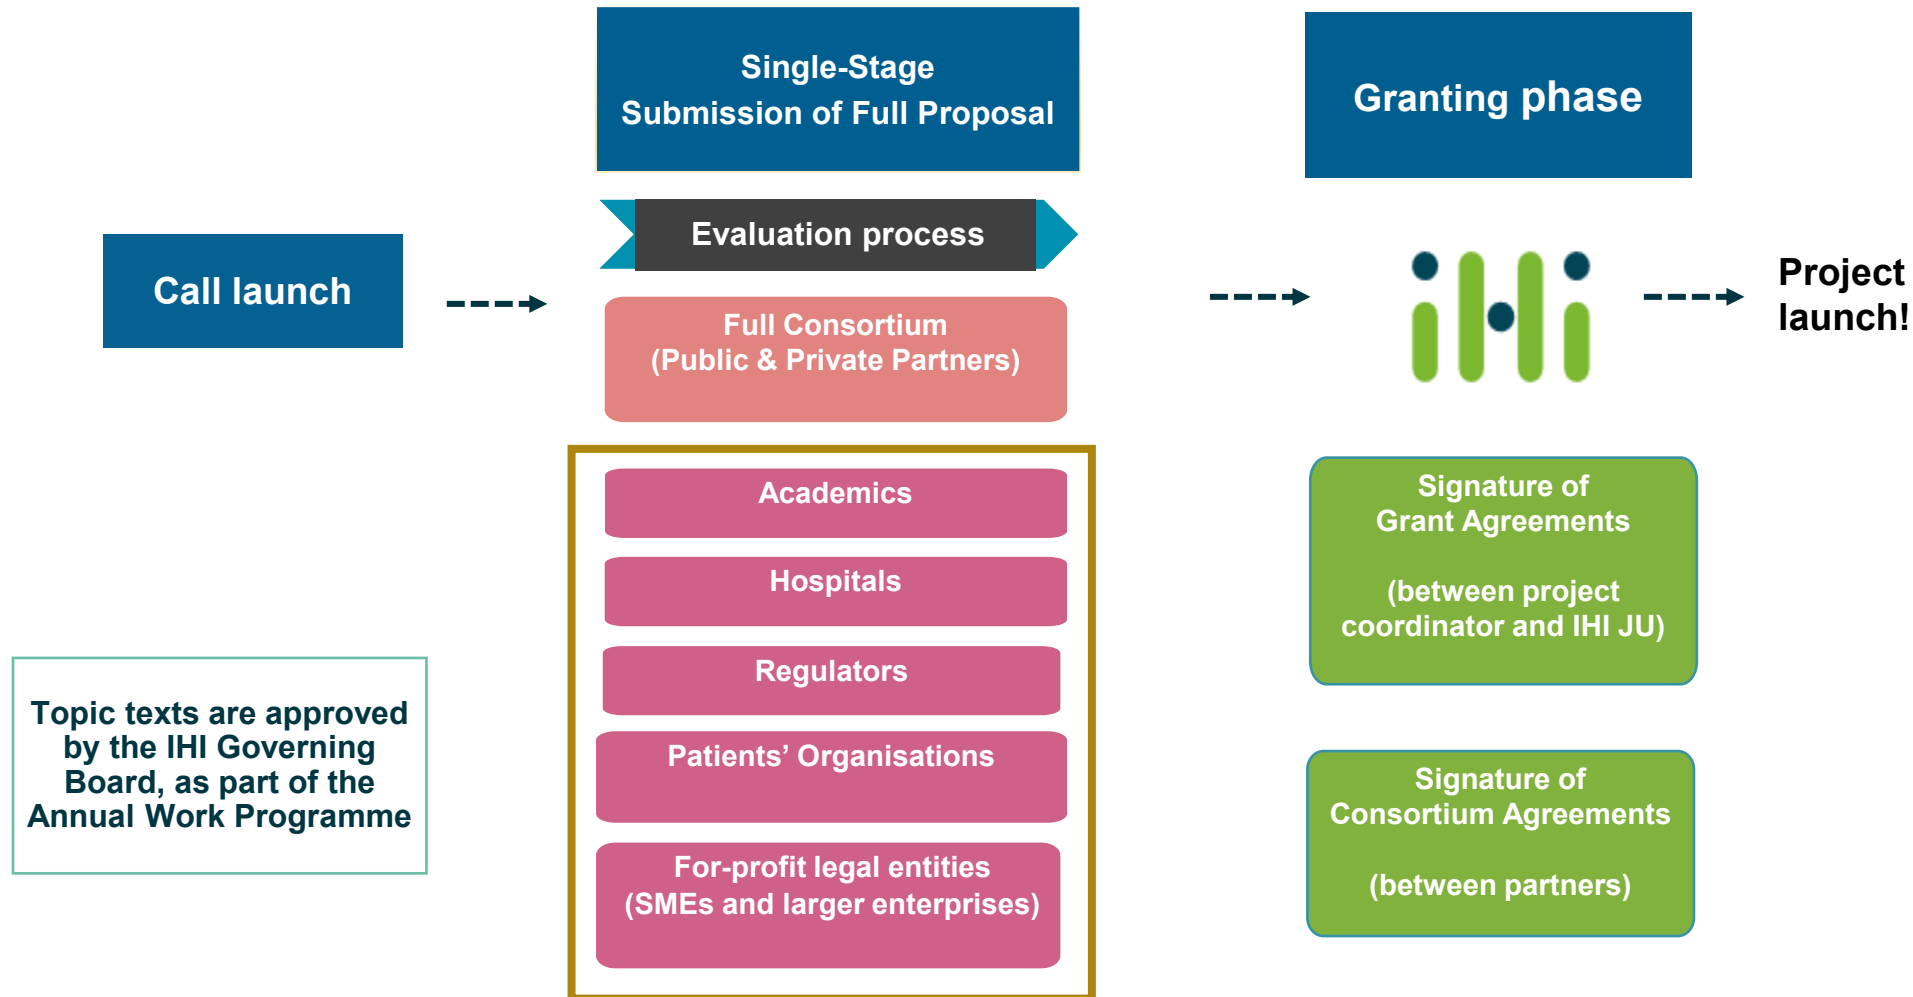 Call launch
Topic texts are approved
by the IHI Governing
Board, as part of the
Annual Work Programme
Single-Stage
Submission of Full Proposal
Evaluation process
Full Consortium
(Public & Private Partners)
Academics
Hospitals
Regulators
Patients’ Organisations
For-profit legal entities
(SMEs and larger enterprises)
Granting phase
iHi
Signature of
Grant Agreements
(between project
coordinator and IHI JU)
Signature of
Consortium Agreements
(between partners)
Project
launch!